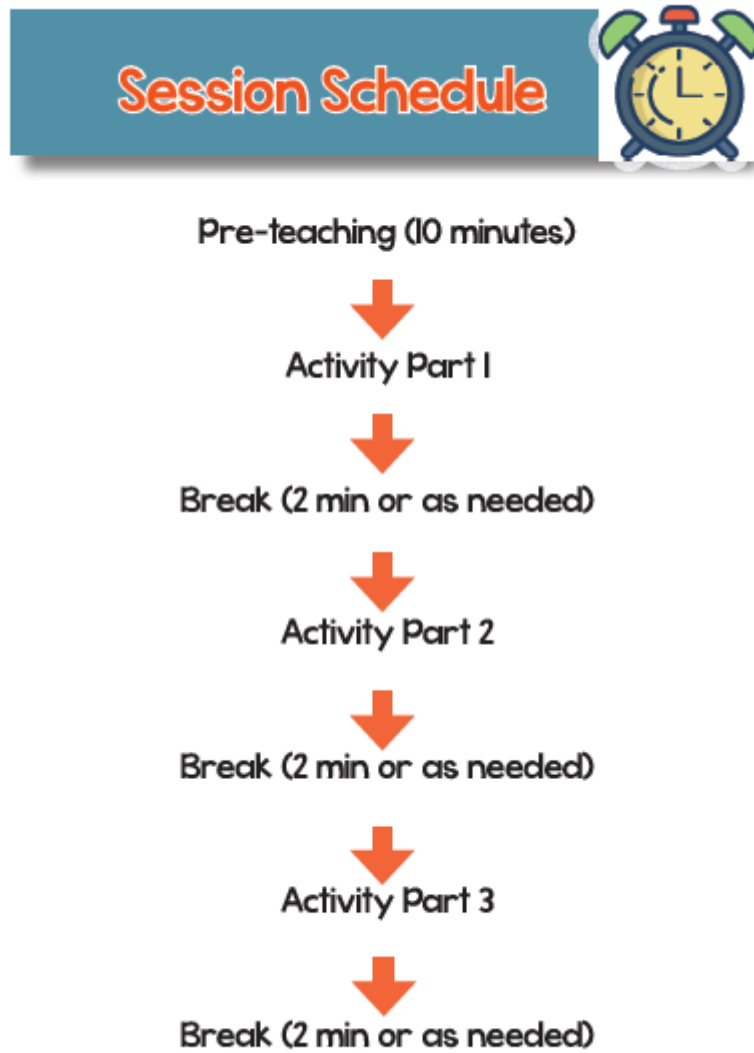 Session Schedule
Pre-teaching (10 minutes)
Activity Part 1
Break (2 min or as needed)
Activity Part 2
Break (2 min or as needed)
Activity Part 3
Break (2 min or as needed)